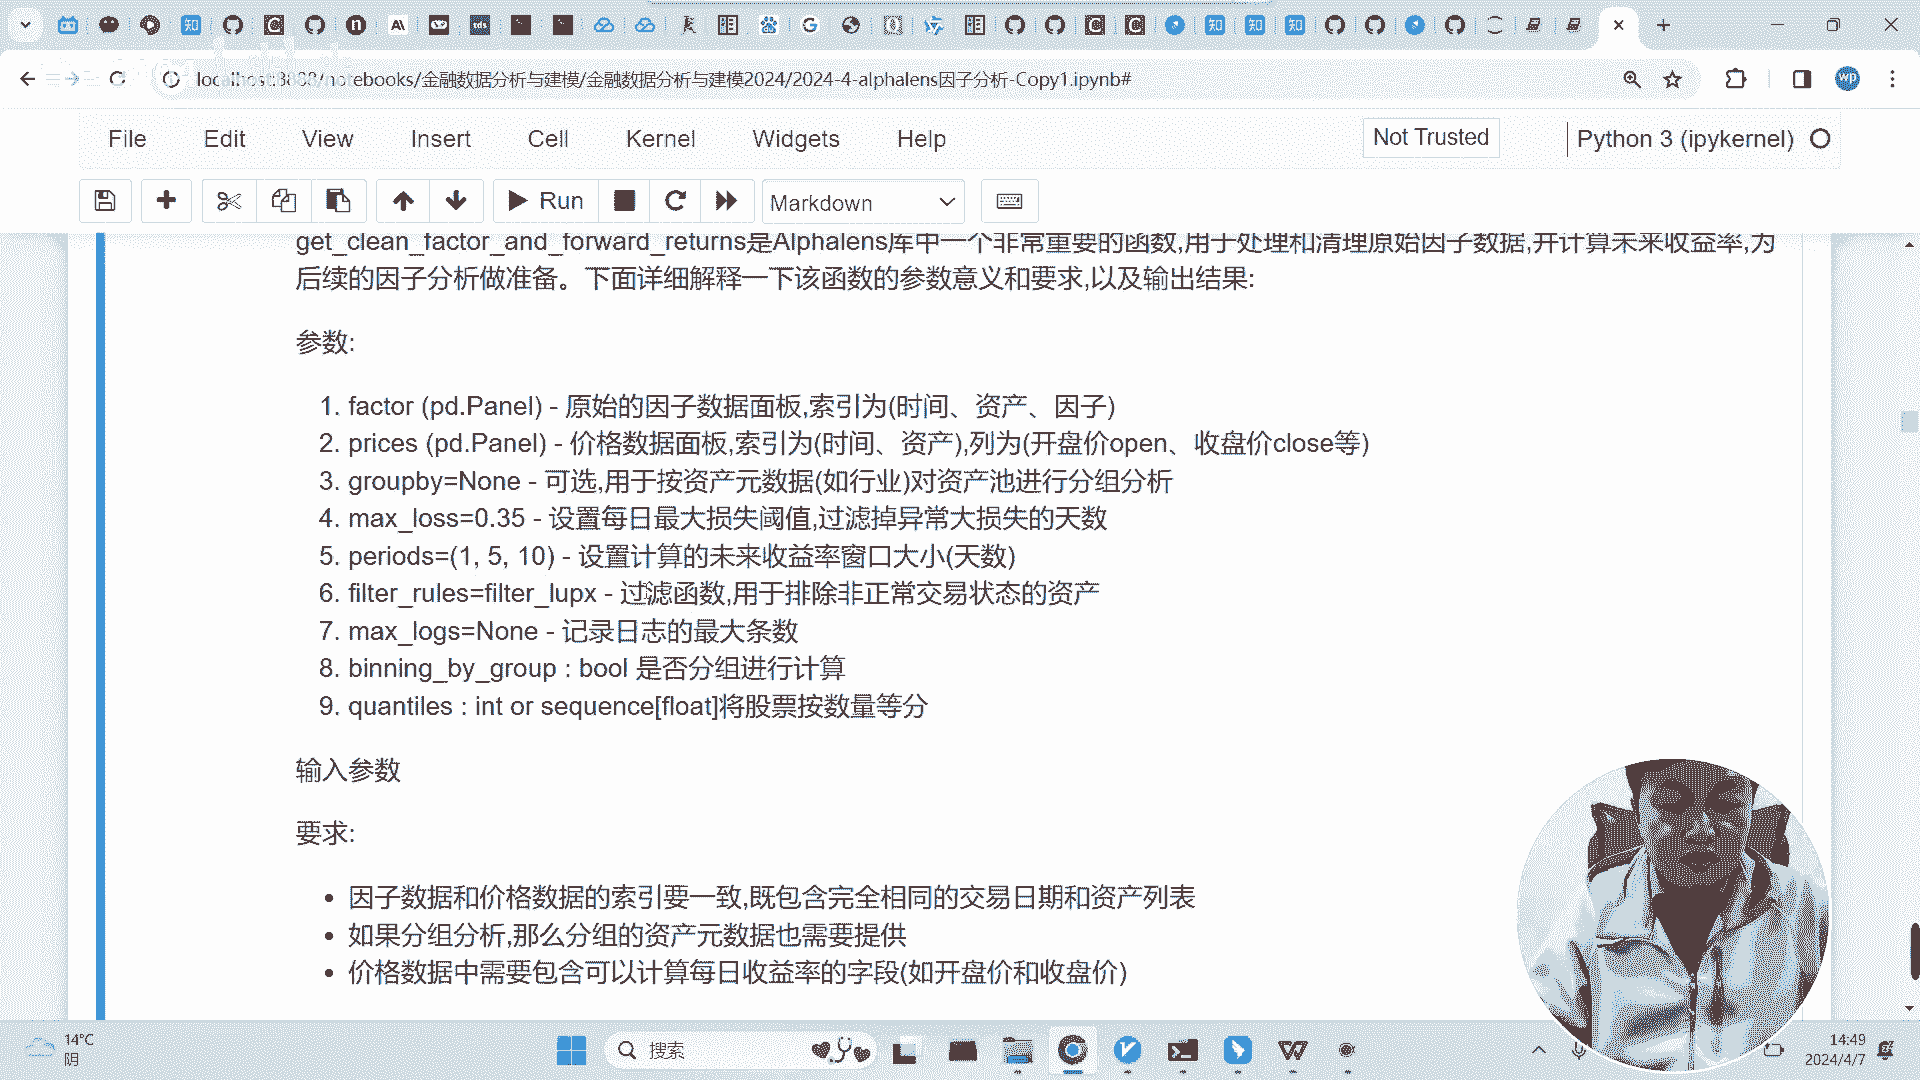 localhost:8888/notebooks/金融数据分析与建模/金融数据分析与建模2024/2024-4-alphalens因子分析-Copy1.ipynb#
wp
File Edit View Insert Cell Kernel Widgets Help Not Trusted Python 3 (ipykernel)
Run Markdown
get_clean_factor_and_forward_returns是Alphalens库中一个非常重要的函数,用于处理和清理原始因子数据,并计算未来收益率,为
后续的因子分析做准备。下面详细解释一下该函数的参数意义和要求,以及输出结果:
参数:
1. factor (pd.Panel) - 原始的因子数据面板,索引为(时间、资产、因子)
2. prices (pd.Panel) - 价格数据面板,索引为(时间、资产),列为(开盘价open、收盘价close等)
3. groupby=None - 可选,用于按资产元数据(如行业)对资产池进行分组分析
4. max_loss=0.35 - 设置每日最大损失阈值,过滤掉异常大损失的天数
5. periods=(1, 5, 10) - 设置计算的未来收益率窗口大小(天数)
6. filter_rules=filter_lupx - 过滤函数,用于排除非正常交易状态的资产
7. max_logs=None - 记录日志的最大条数
8. binning_by_group : bool 是否分组进行计算
9. quantiles : int or sequence[float]将股票按数量等分
输入参数
要求:
• 因子数据和价格数据的索引要一致,既包含完全相同的交易日期和资产列表
• 如果分组分析,那么分组的资产元数据也需要提供
• 价格数据中需要包含可以计算每日收益率的字段(如开盘价和收盘价)
14°C
阴
搜索
14:49
2024/4/7